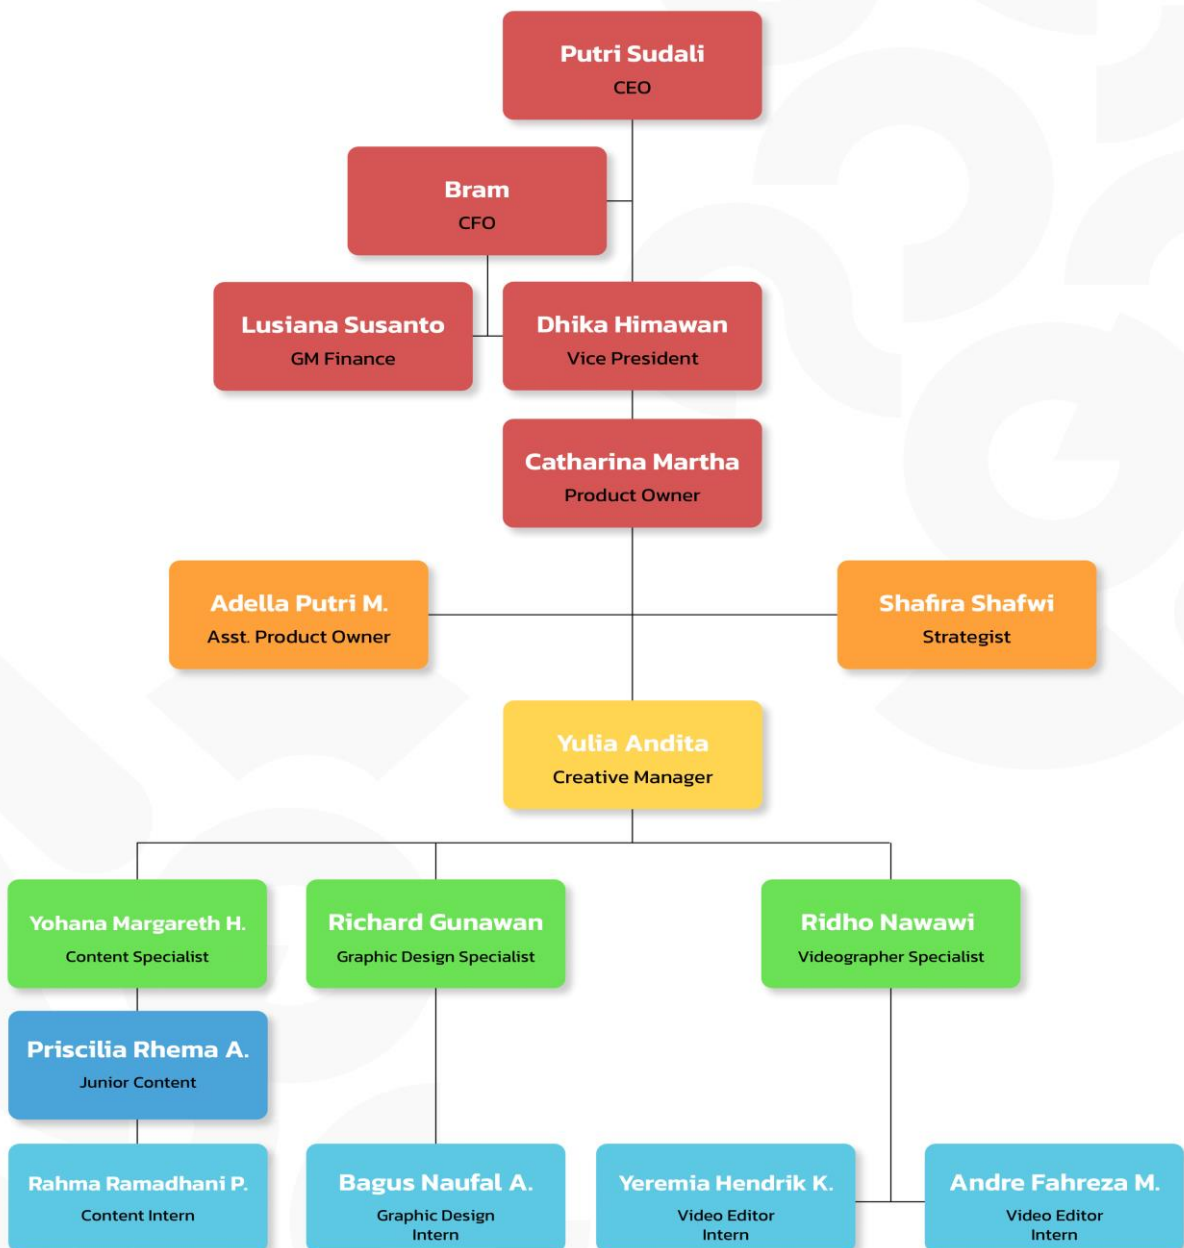 Putri Sudali
CEO
Bram
CFO
Lusiana Susanto
GM Finance
Dhika Himawan
Vice President
Catharina Martha
Product Owner
Adella Putri M.
Asst. Product Owner
Shafira Shafwi
Strategist
Yulia Andita
Creative Manager
Yohana Margareth H.
Content Specialist
Richard Gunawan
Graphic Design Specialist
Ridho Nawawi
Videographer Specialist
Priscilia Rhema A.
Junior Content
Rahma Ramadhani P.
Content Intern
Bagus Naufal A.
Graphic Design
Intern
Yeremia Hendrik K.
Video Editor
Intern
Andre Fahreza M.
Video Editor
Intern